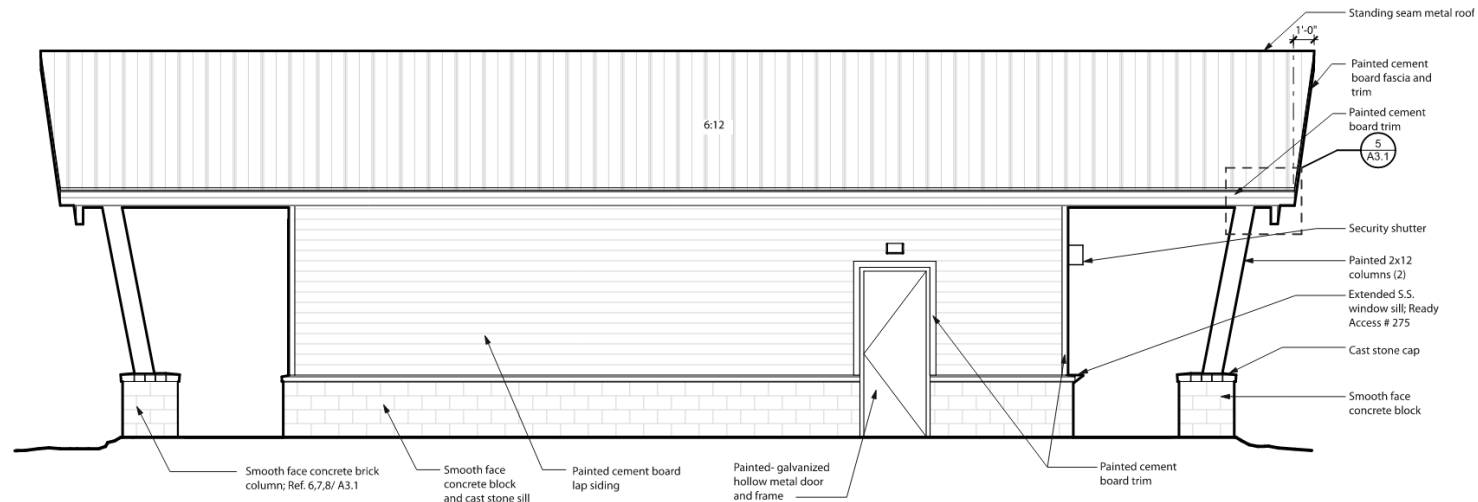 Standing seam metal roof
1'-0"
Painted cement
board fascia and
trim
6:12
Painted cement
board trim
5
A3.1
Security shutter
Painted 2x12
columns (2)
Extended S.S.
window sill; Ready
Access # 275
Cast stone cap
Smooth face
concrete block
Smooth face concrete brick
column; Ref. 6,7,8/ A3.1
Smooth face
concrete block
and cast stone sill
Painted cement board
lap siding
Painted- galvanized
hollow metal door
and frame
Painted cement
board trim